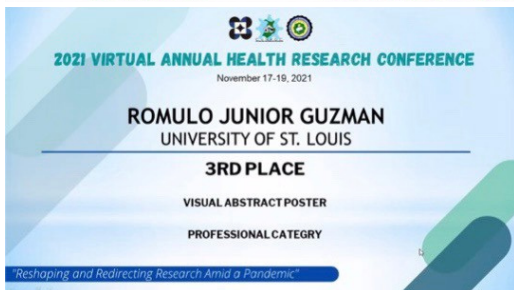 2021 VIRTUAL ANNUAL HEALTH RESEARCH CONFERENCE
November 17-19, 2021
ROMULO JUNIOR GUZMAN
UNIVERSITY OF ST. LOUIS
3RD PLACE
VISUAL ABSTRACT POSTER
PROFESSIONAL CATEGRY
"Reshaping and Redirecting Research Amid a Pandemic"